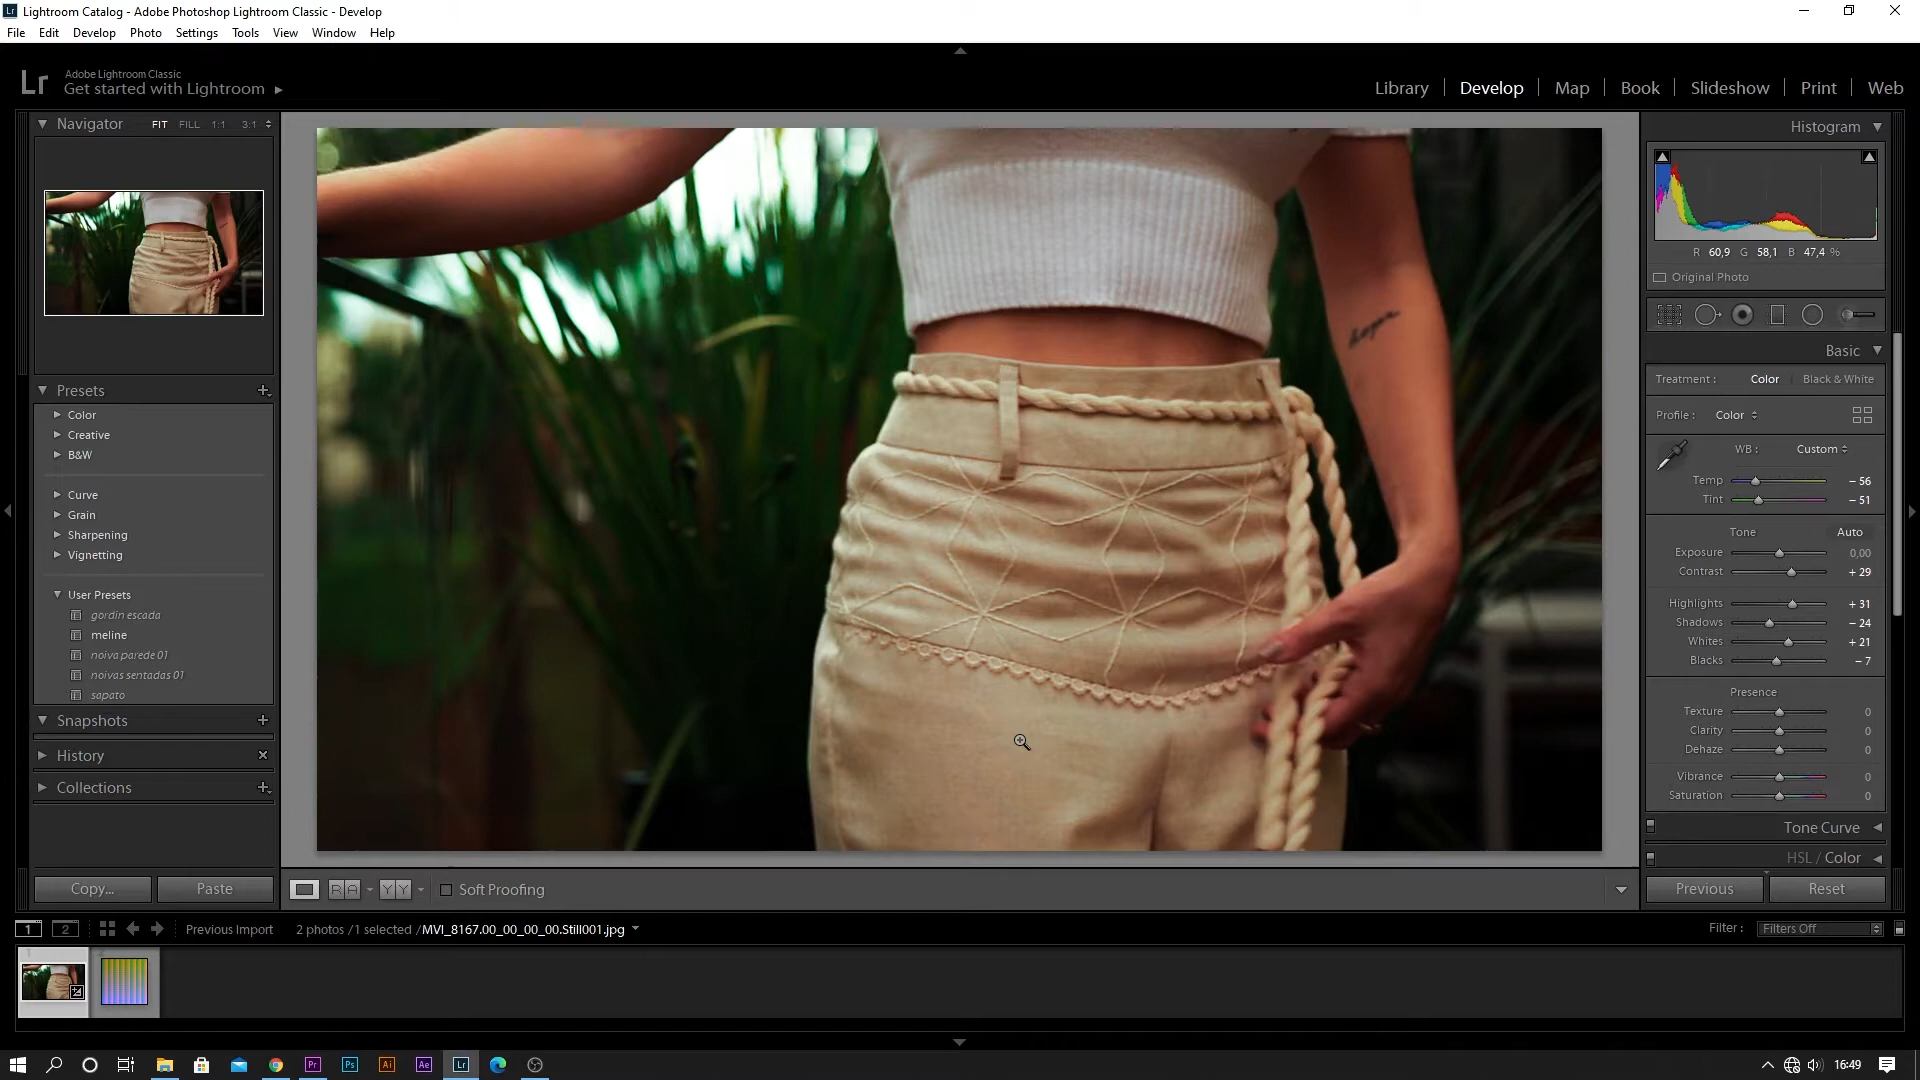 Lr Lightroom Catalog - Adobe Photoshop Lightroom Classic - Develop
File Edit Develop Photo Settings Tools View Window Help
Lr Adobe Lightroom Classic
Get started with Lightroom
Library Develop Map Book Slideshow Print Web
Navigator FIT FILL 1:1 3:1
Presets
Color
Creative
B&W
Curve
Grain
Sharpening
Vignetting
User Presets
gordin escada
meline
noiva parede 01
noivas sentadas 01
sapato
Snapshots
History
Collections
Copy... Paste
R A Y Y Soft Proofing
Histogram
R 60,9 G 58,1 B 47,4 %
Original Photo
Basic
Treatment : Color Black & White
Profile : Color
WB : Custom
Temp - 56
Tint - 51
Tone Auto
Exposure 0,00
Contrast + 29
Highlights + 31
Shadows - 24
Whites + 21
Blacks - 7
Presence
Texture 0
Clarity 0
Dehaze 0
Vibrance 0
Saturation 0
Tone Curve
HSL / Color
Previous Reset
1 2 Previous Import 2 photos / 1 selected / MVI_8167.00_00_00_00.Still001.jpg Filter : Filters Off
Pr Ps Ai Ae Lr 16:49